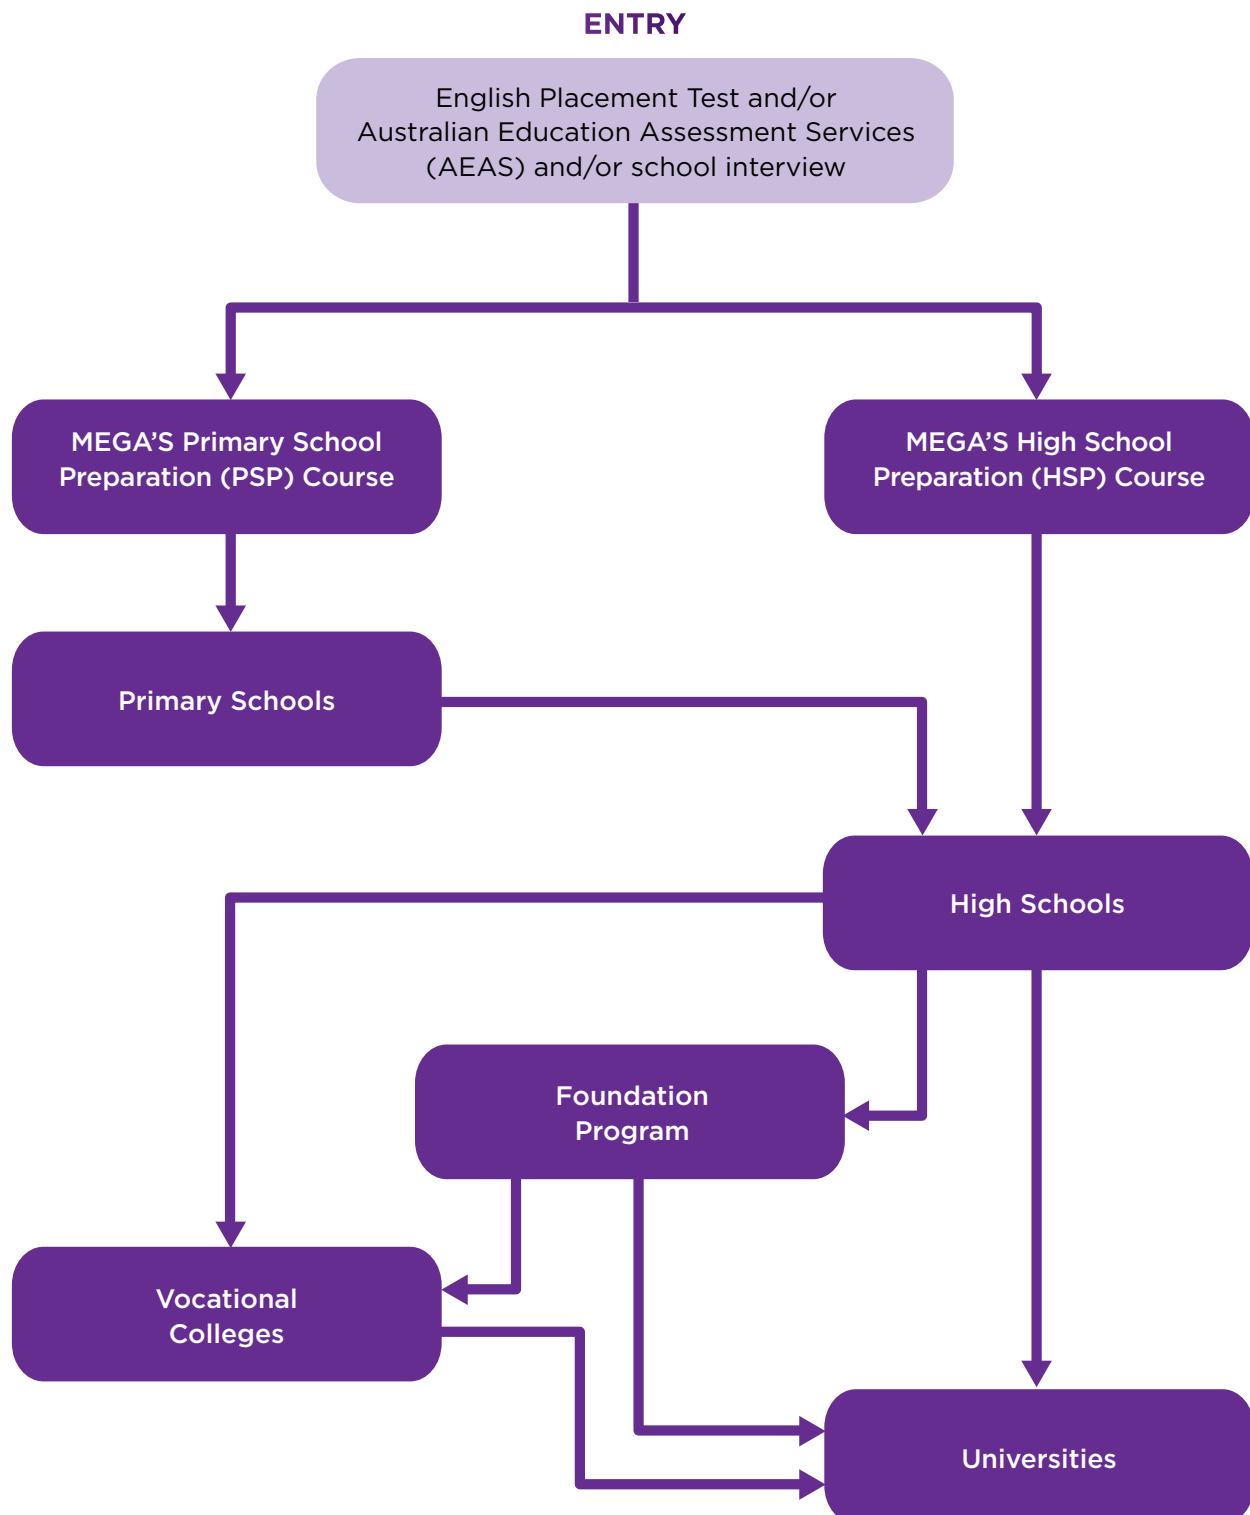 ENTRY
English Placement Test and/or
Australian Education Assessment Services
(AEAS) and/or school interview
MEGA’S Primary School
Preparation (PSP) Course
MEGA’S High School
Preparation (HSP) Course
Primary Schools
High Schools
Foundation
Program
Vocational
Colleges
Universities